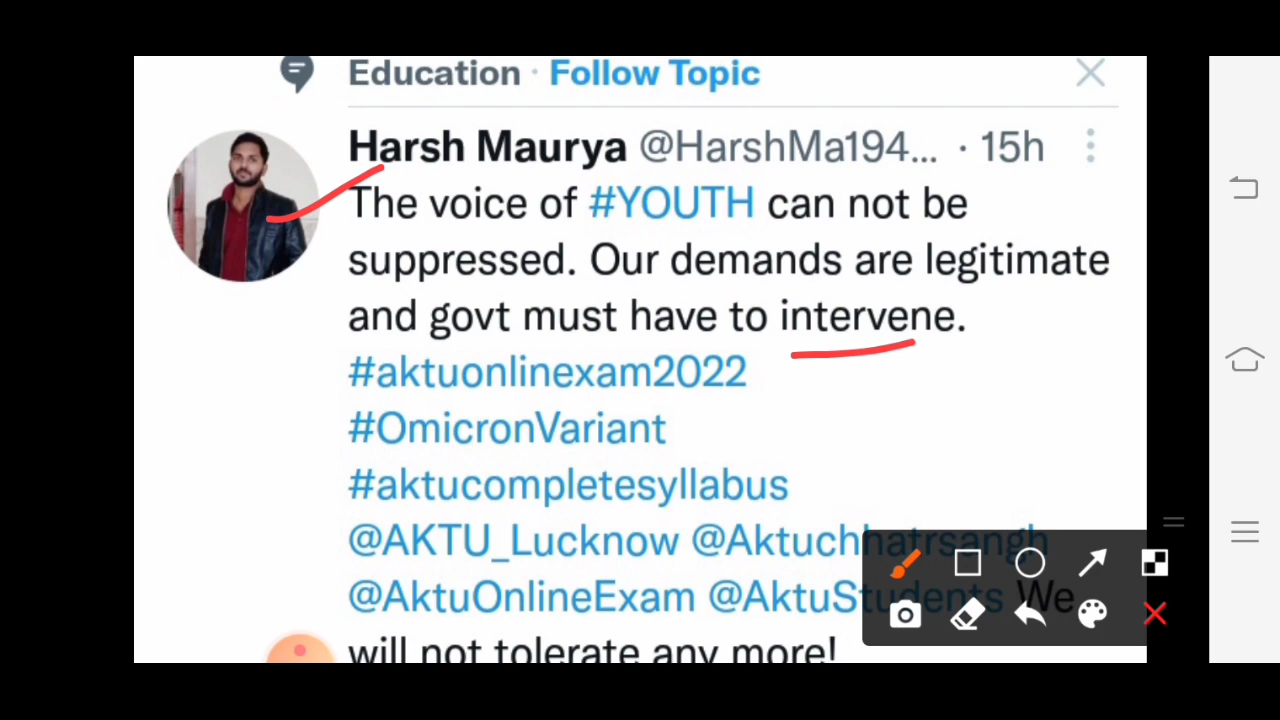 Education · Follow Topic
Harsh Maurya @HarshMa194... · 15h
The voice of #YOUTH can not be
suppressed. Our demands are legitimate
and govt must have to intervene.
#aktuonlinexam2022
#OmicronVariant
#aktucompletesyllabus
@AKTU_Lucknow @Aktuchhatrsangh
@AktuOnlineExam @AktuStudents We
will not tolerate any more!